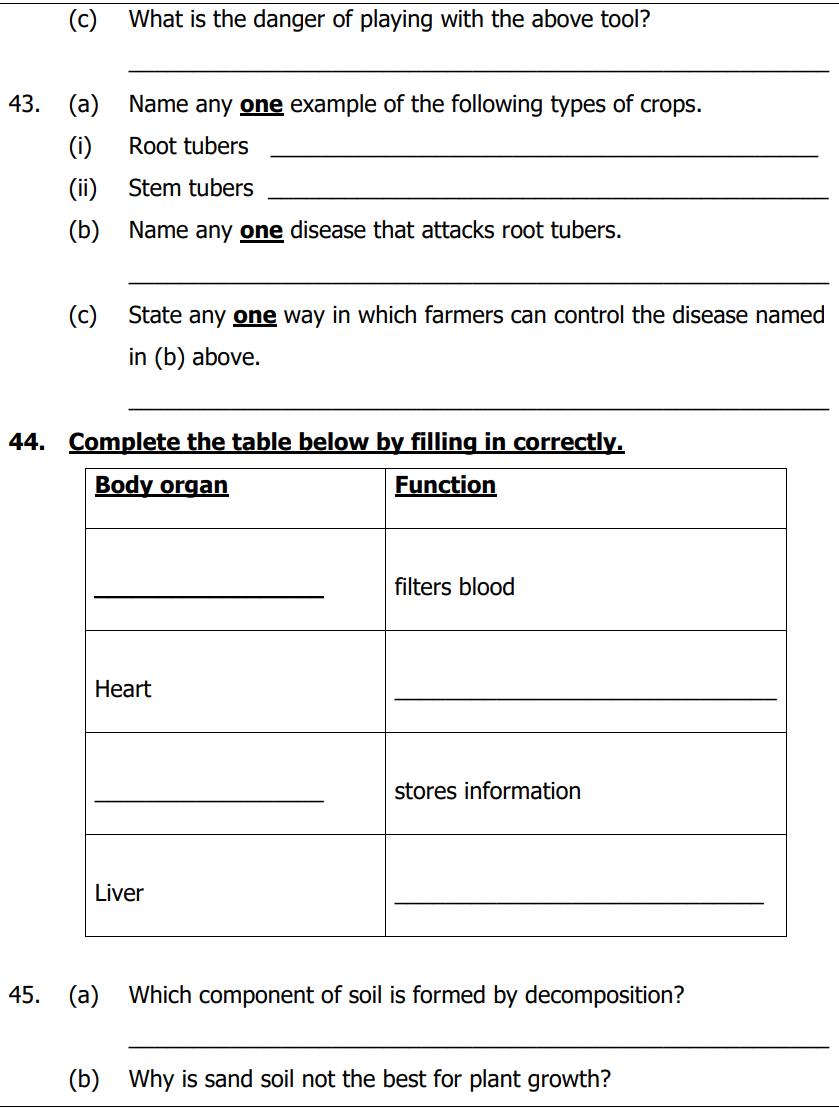 (c) What is the danger of playing with the above tool?
43. (a) Name any one example of the following types of crops.
(i) Root tubers
(ii) Stem tubers
(b) Name any one disease that attacks root tubers.
(c) State any one way in which farmers can control the disease named
in (b) above.
44. Complete the table below by filling in correctly.
Body organ Function
filters blood
Heart
stores information
Liver
45. (a) Which component of soil is formed by decomposition?
(b) Why is sand soil not the best for plant growth?